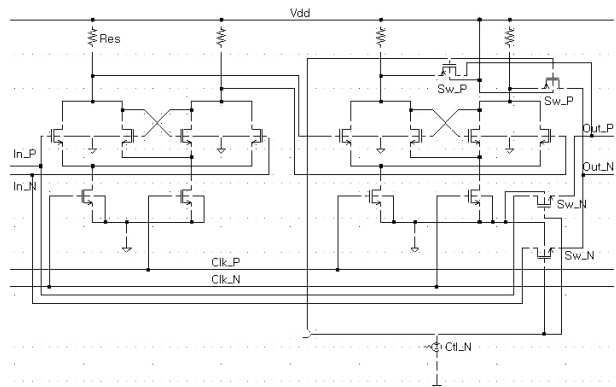 Vdd
Res
Sw_P
Sw_P
In_P
Out_P
In_N
Out_N
Sw_N
Sw_N
Clk_P
Clk_N
Ctl_N